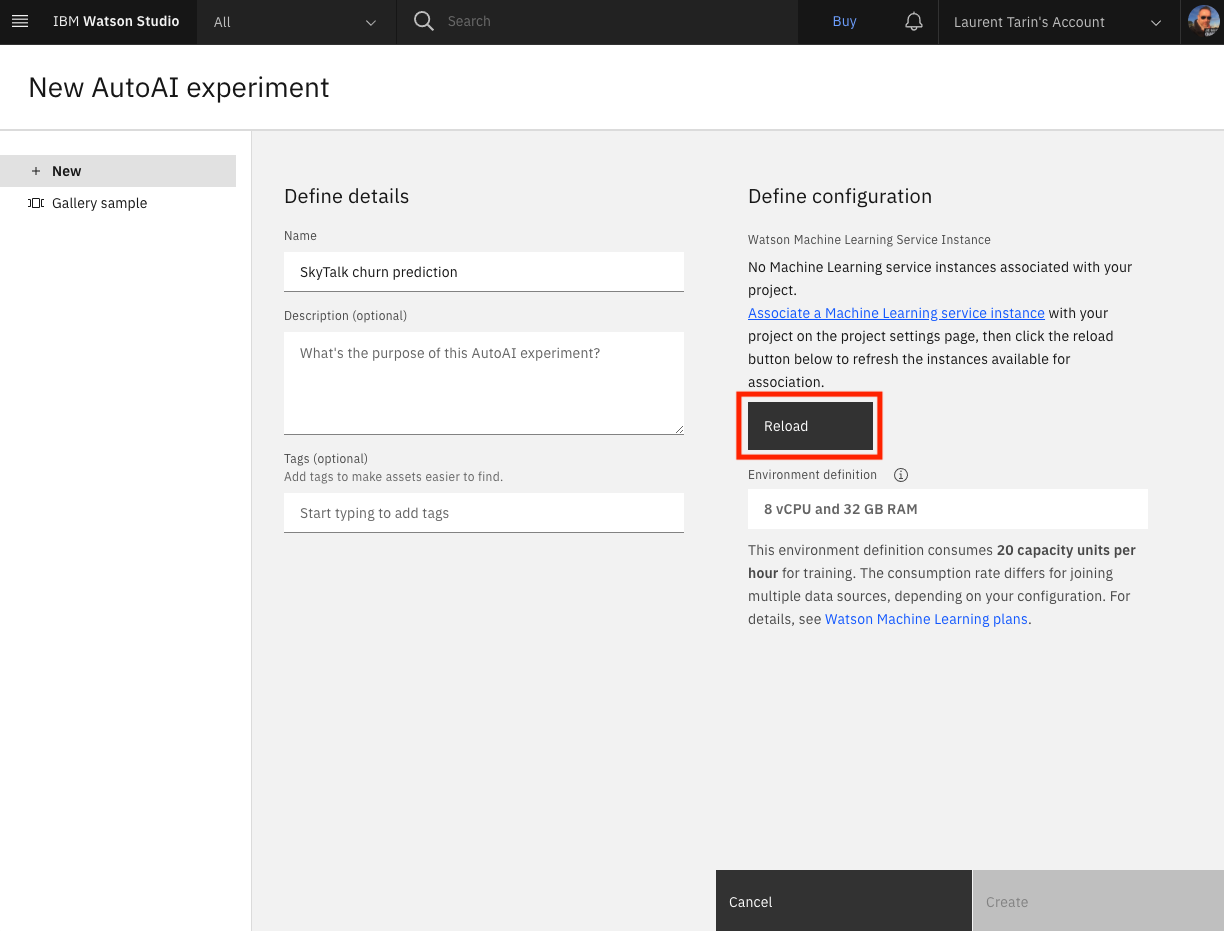 IBM Watson Studio
All
Search
Buy
Laurent Tarin's Account
New AutoAI experiment
+ New
Gallery sample
Define details
Name
SkyTalk churn prediction
Description (optional)
What's the purpose of this AutoAI experiment?
Tags (optional)
Add tags to make assets easier to find.
Start typing to add tags
Define configuration
Watson Machine Learning Service Instance
No Machine Learning service instances associated with your
project.
Associate a Machine Learning service instance with your
project on the project settings page, then click the reload
button below to refresh the instances available for
association.
Reload
Environment definition
8 vCPU and 32 GB RAM
This environment definition consumes 20 capacity units per
hour for training. The consumption rate differs for joining
multiple data sources, depending on your configuration. For
details, see Watson Machine Learning plans.
Cancel
Create